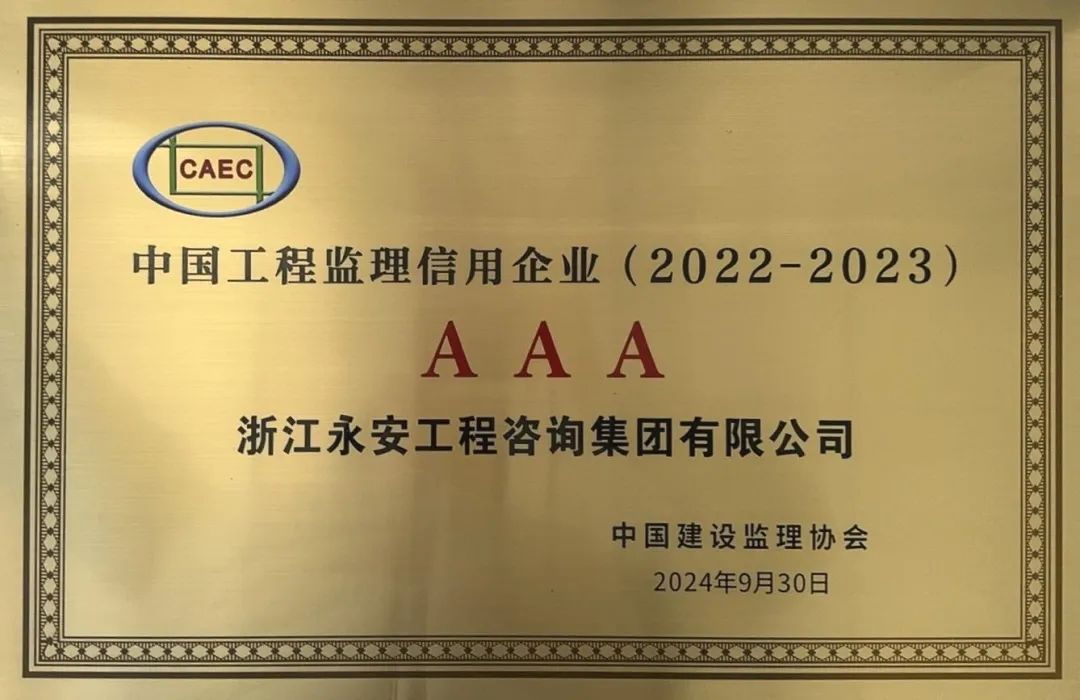 CAEC
中国工程监理信用企业（2022-2023）
AAA
浙江永安工程咨询集团有限公司
中国建设监理协会
2024年9月30日